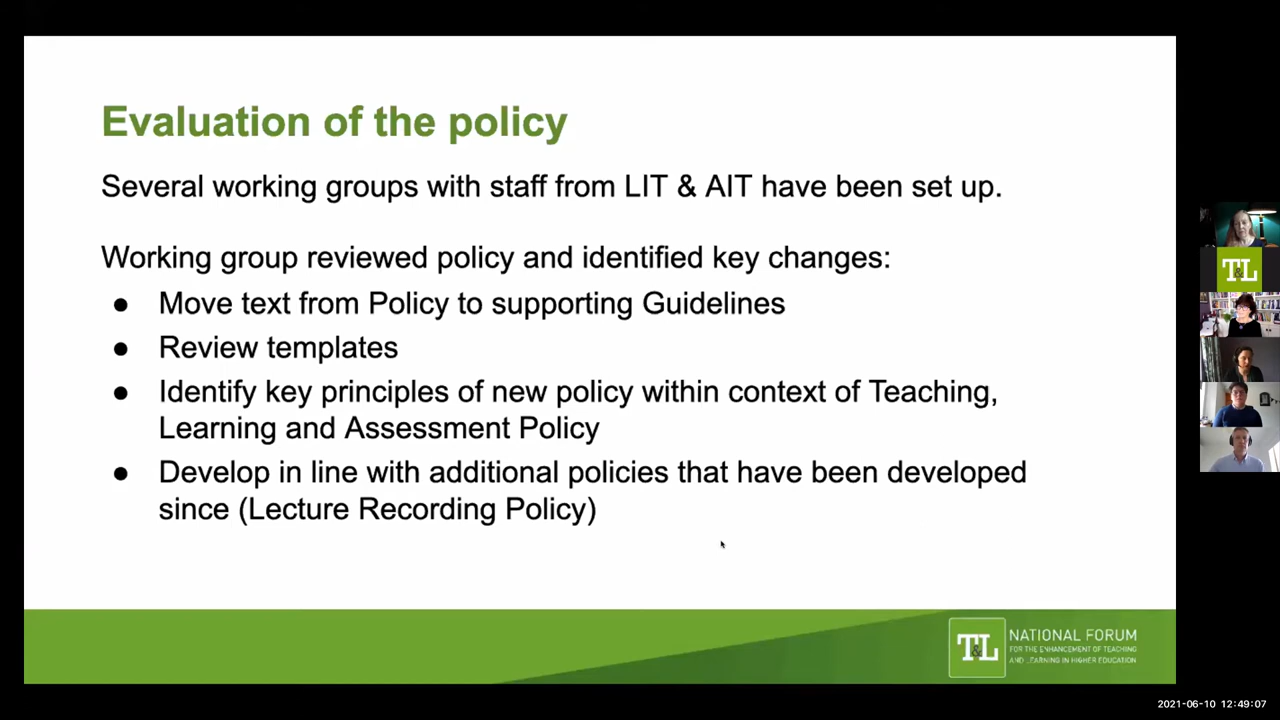 Evaluation of the policy
Several working groups with staff from LIT & AIT have been set up.
Working group reviewed policy and identified key changes:
● Move text from Policy to supporting Guidelines
● Review templates
● Identify key principles of new policy within context of Teaching,
Learning and Assessment Policy
● Develop in line with additional policies that have been developed
since (Lecture Recording Policy)
T&L
T&L
NATIONAL FORUM
FOR THE ENHANCEMENT OF TEACHING
AND LEARNING IN HIGHER EDUCATION
2021-06-10 12:49:07